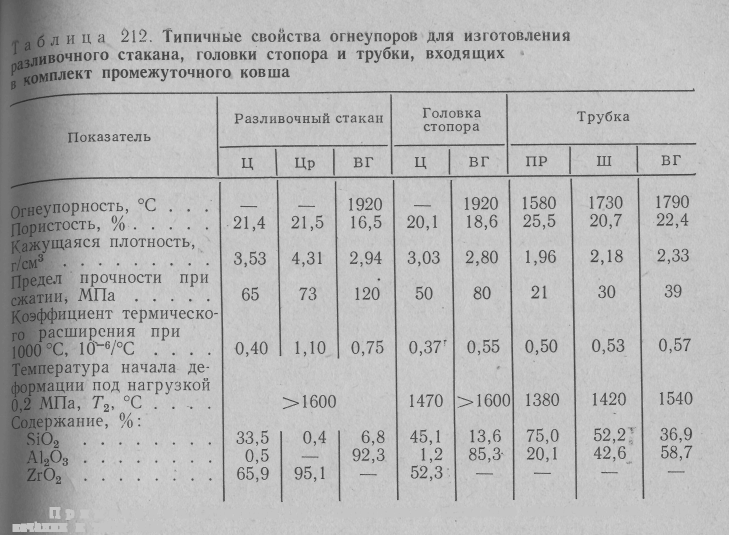 Таблица 212. Типичные свойства огнеупоров для изготовления
разливочного стакана, головки стопора и трубки, входящих
в комплект промежуточного ковша
Показатель Разливочный стакан Головка стопора Трубка
Ц Цр ВГ Ц ВГ ПР Ш ВГ
Огнеупорность, °С . . . — — 1920 — 1920 1580 1730 1790
Пористость, % . . . . . 21,4 21,5 16,5 20,1 18,6 25,5 20,7 22,4
Кажущаяся плотность,
г/см³ . . . . . . . . . 3,53 4,31 2,94 3,03 2,80 1,96 2,18 2,33
Предел прочности при
сжатии, МПа . . . . . 65 73 120 50 80 21 30 39
Коэффициент термическо-
го расширения при
1000 °С, 10⁻⁶/°С . . . . 0,40 1,10 0,75 0,37 0,55 0,50 0,53 0,57
Температура начала де-
формации под нагрузкой
0,2 МПа, T₂, °С . . . . >1600 1470 >1600 1380 1420 1540
Содержание, %:
SiO₂ . . . . . . . . 33,5 0,4 6,8 45,1 13,6 75,0 52,2 36,9
Al₂O₃ . . . . . . . . 0,5 — 92,3 1,2 85,3 20,1 42,6 58,7
ZrO₂ . . . . . . . . 65,9 95,1 — 52,3 — — — —